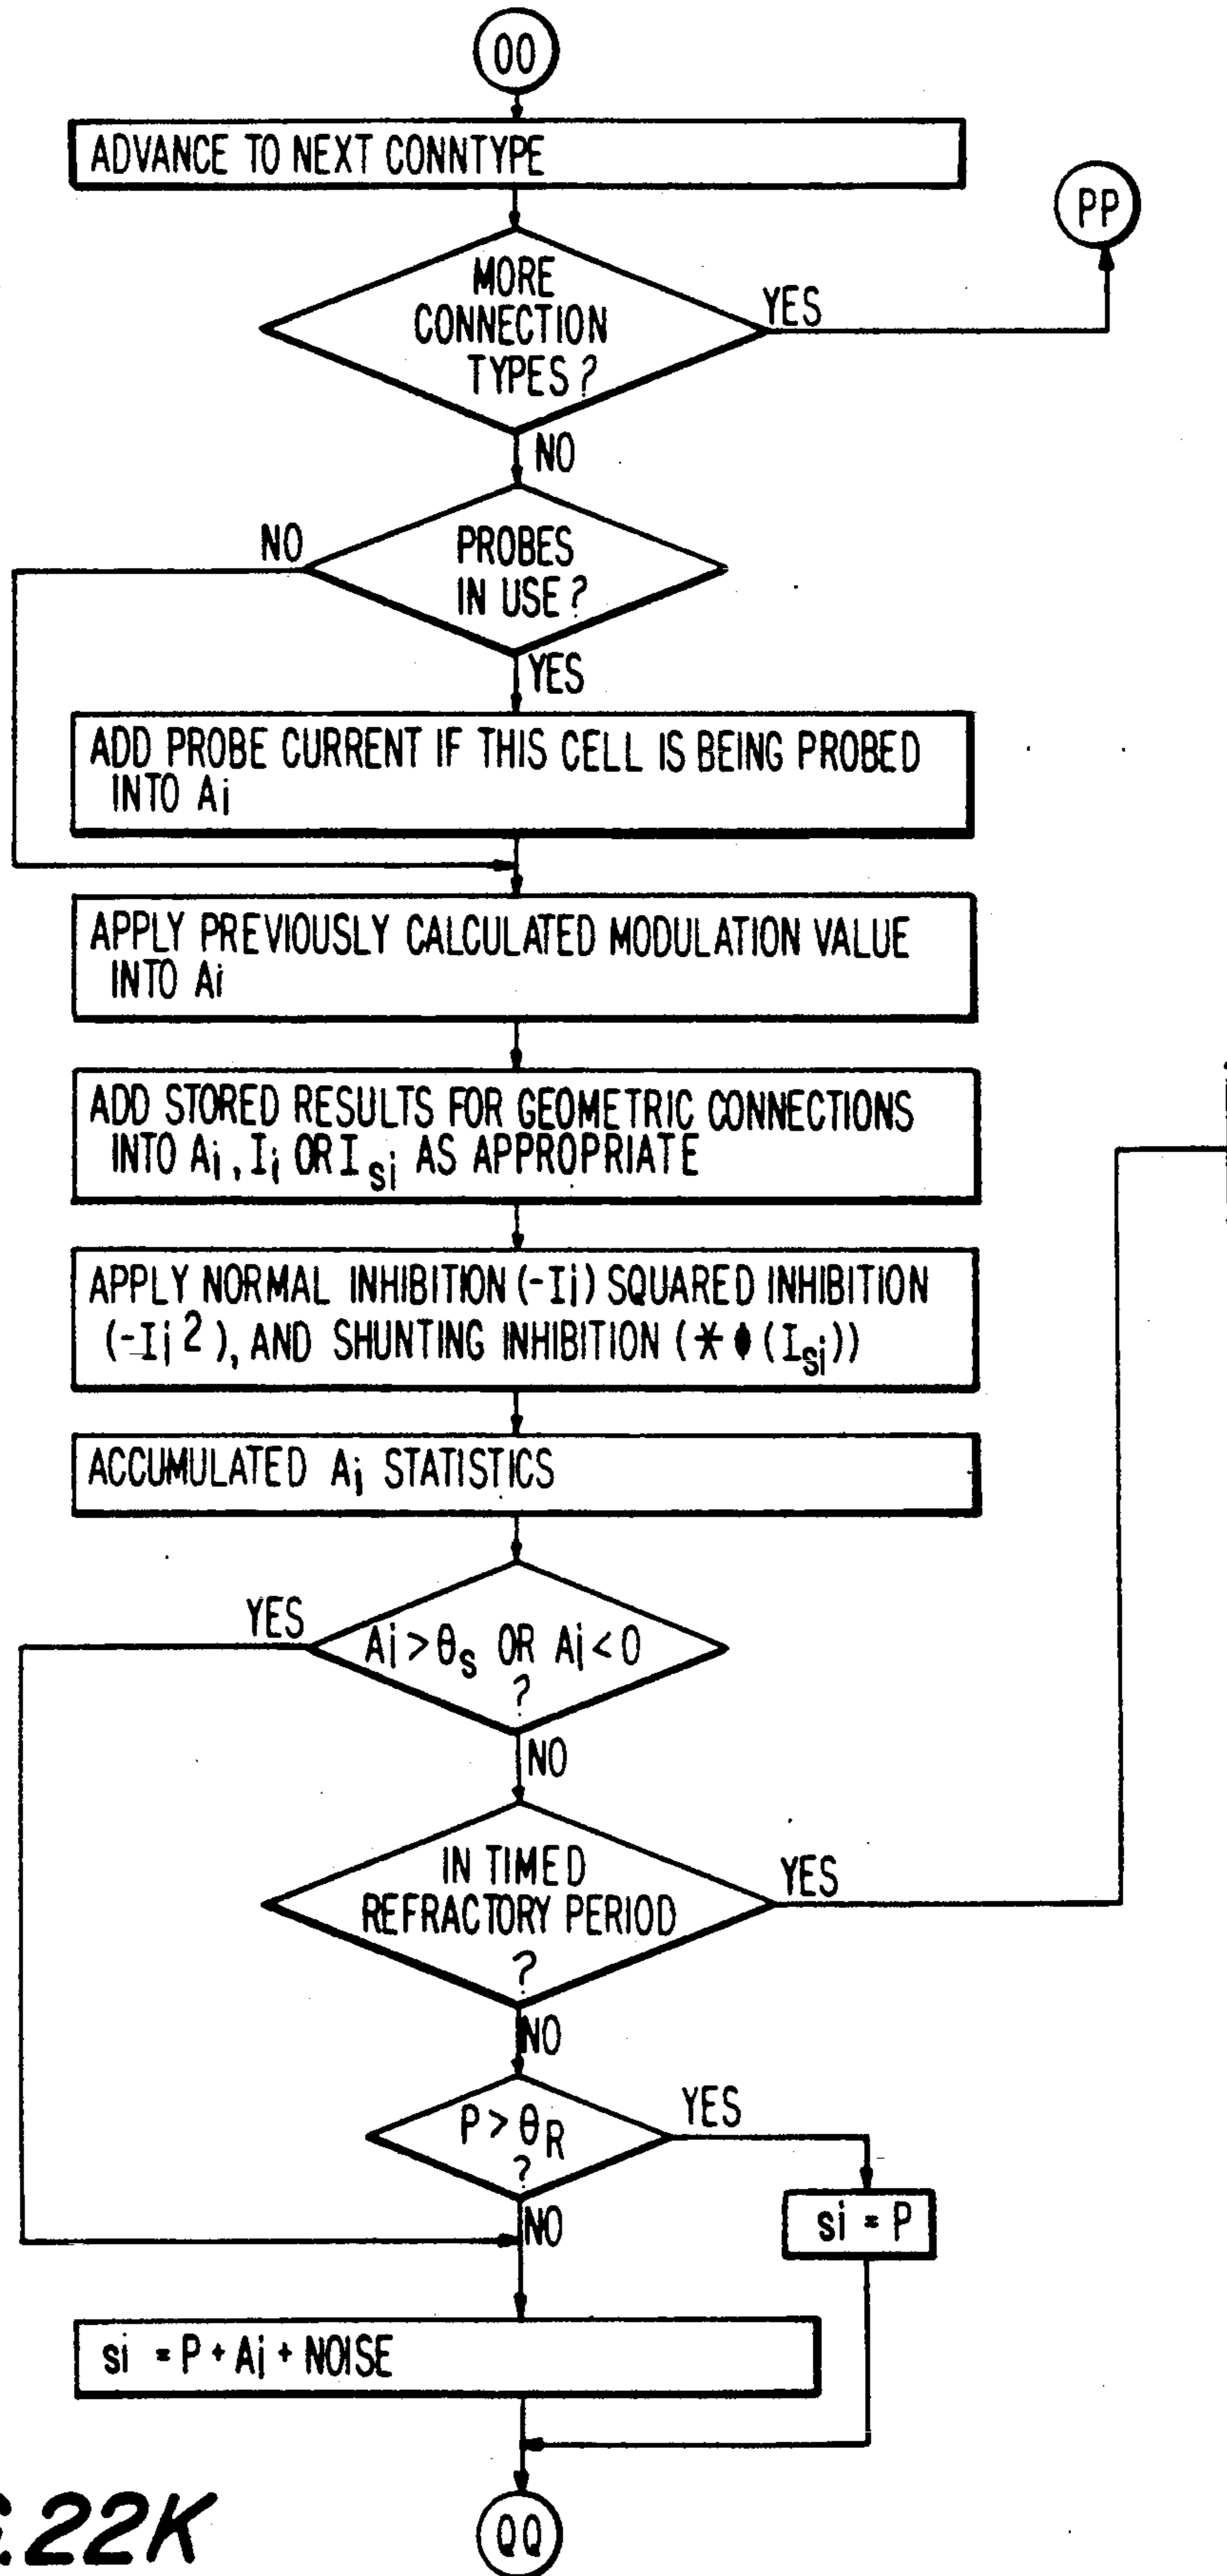 OO
ADVANCE TO NEXT CONNTYPE
PP
MORE
CONNECTION
TYPES?
YES
NO
NO
PROBES
IN USE?
YES
ADD PROBE CURRENT IF THIS CELL IS BEING PROBED
INTO Ai
APPLY PREVIOUSLY CALCULATED MODULATION VALUE
INTO Ai
ADD STORED RESULTS FOR GEOMETRIC CONNECTIONS
INTO Ai, Ii OR Isi AS APPROPRIATE
APPLY NORMAL INHIBITION (-Ii) SQUARED INHIBITION
(-Ii2), AND SHUNTING INHIBITION (*ϕ(Isi))
ACCUMULATED Ai STATISTICS
YES
Ai>θs OR Ai<0
?
NO
IN TIMED
REFRACTORY PERIOD
?
YES
NO
P>θR
?
YES
NO
si = P
si = P + Ai + NOISE
QQ
.22K